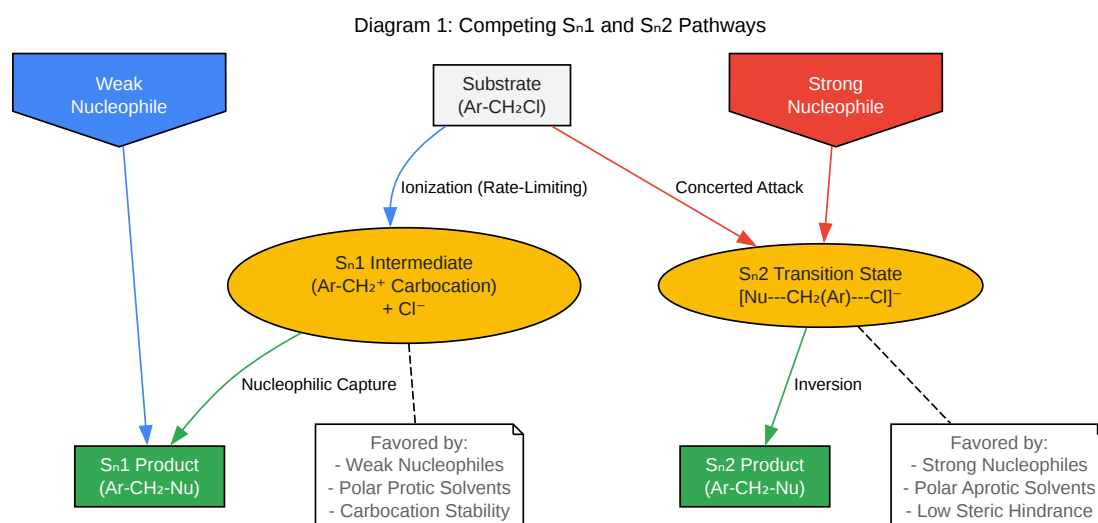 Diagram 1: Competing Sₙ1 and Sₙ2 Pathways
Weak
Nucleophile
Substrate
(Ar-CH₂Cl)
Strong
Nucleophile
Ionization (Rate-Limiting)
Concerted Attack
Sₙ1 Intermediate
(Ar-CH₂⁺ Carbocation)
+ Cl⁻
Sₙ2 Transition State
[Nu---CH₂(Ar)---Cl]⁻
Nucleophilic Capture
Inversion
Sₙ1 Product
(Ar-CH₂-Nu)
Favored by:
- Weak Nucleophiles
- Polar Protic Solvents
- Carbocation Stability
Sₙ2 Product
(Ar-CH₂-Nu)
Favored by:
- Strong Nucleophiles
- Polar Aprotic Solvents
- Low Steric Hindrance